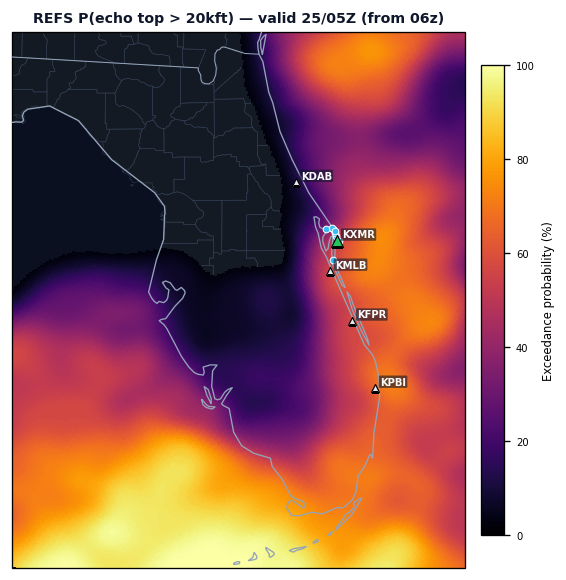 REFS P(echo top > 20kft) — valid 25/05Z (from 06z)
KDAB
KXMR
KMLB
KFPR
KPBI
100
80
60
40
20
0
Exceedance probability (%)